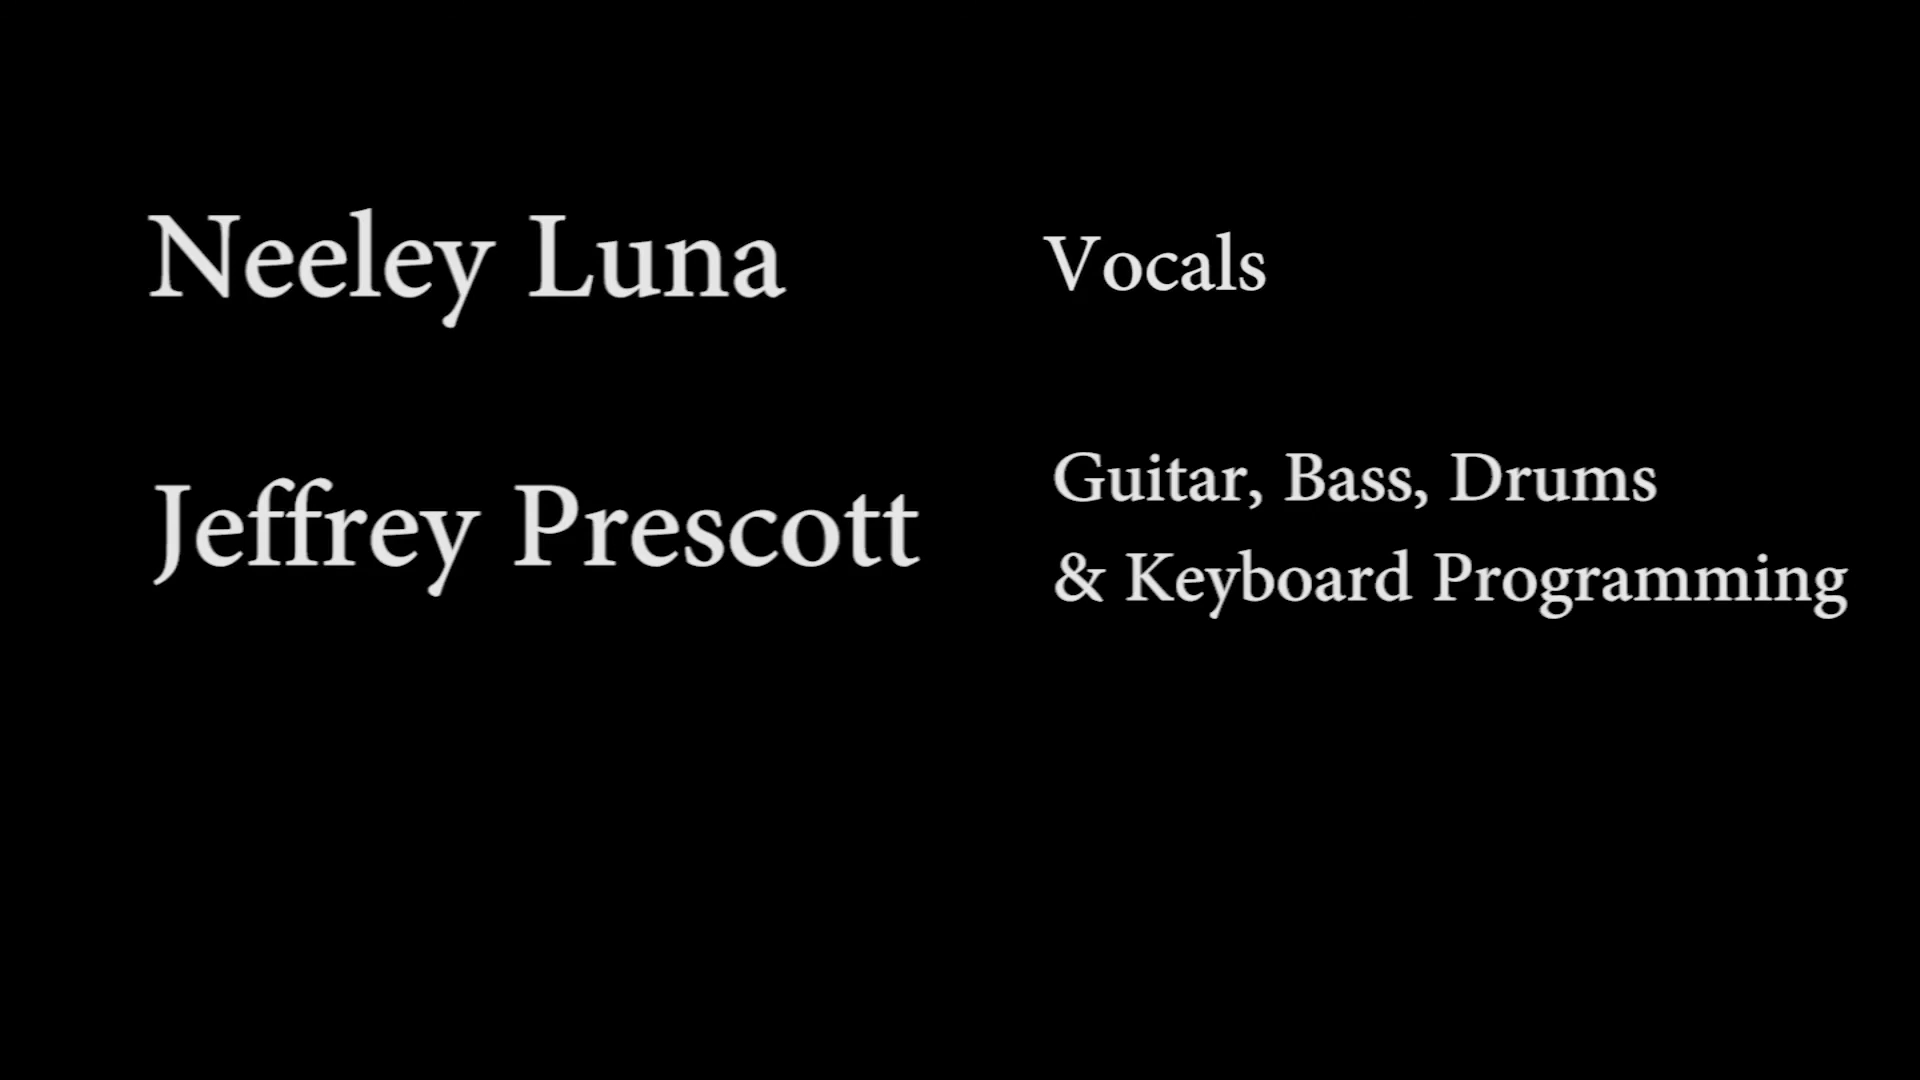 Neeley Luna
Vocals
Jeffrey Prescott
Guitar, Bass, Drums
& Keyboard Programming